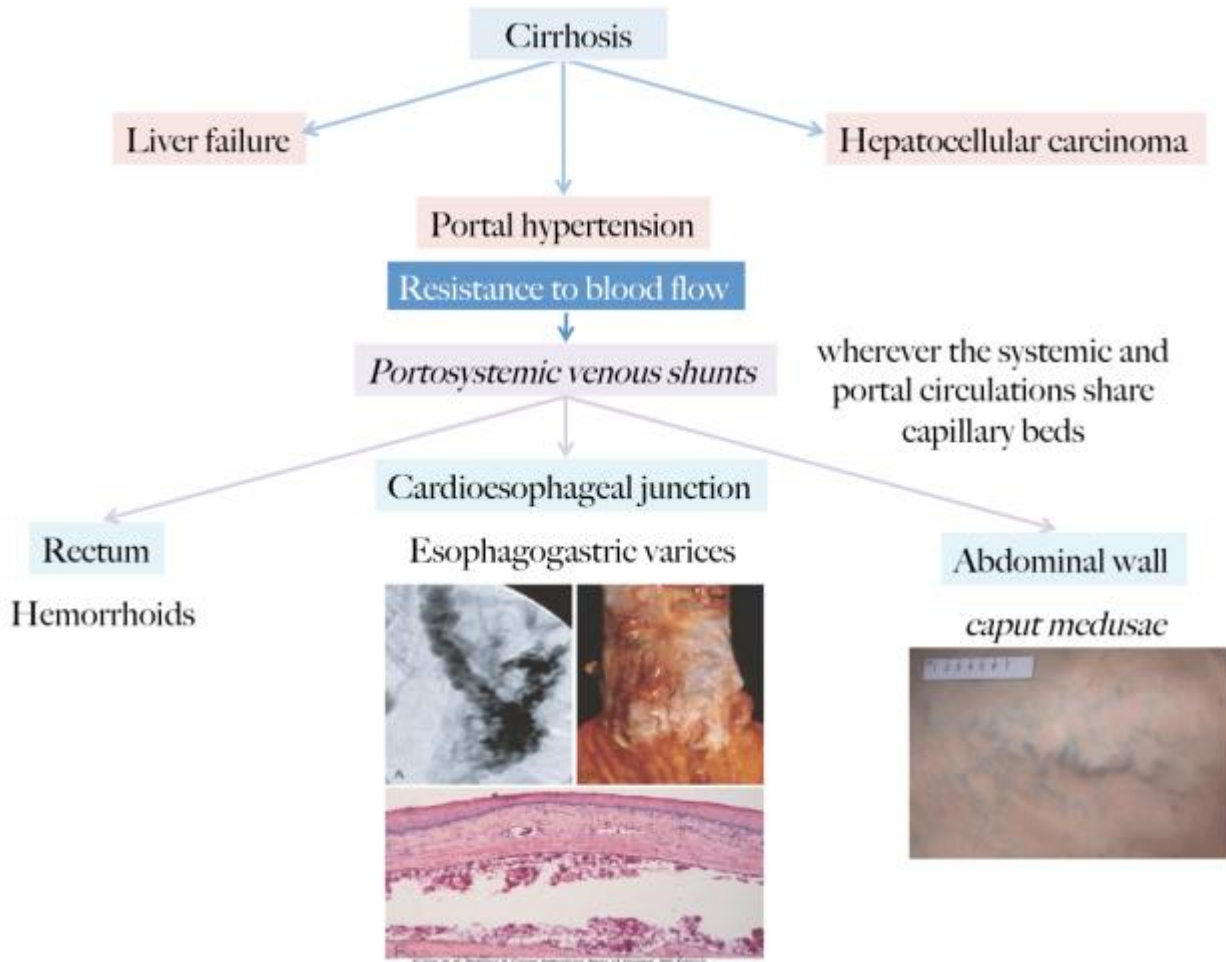 Cirrhosis
Liver failure
Hepatocellular carcinoma
Portal hypertension
Resistance to blood flow
Portosystemic venous shunts
wherever the systemic and
portal circulations share
capillary beds
Cardioesophageal junction
Rectum
Esophagogastric varices
Abdominal wall
Hemorrhoids
caput medusae
A